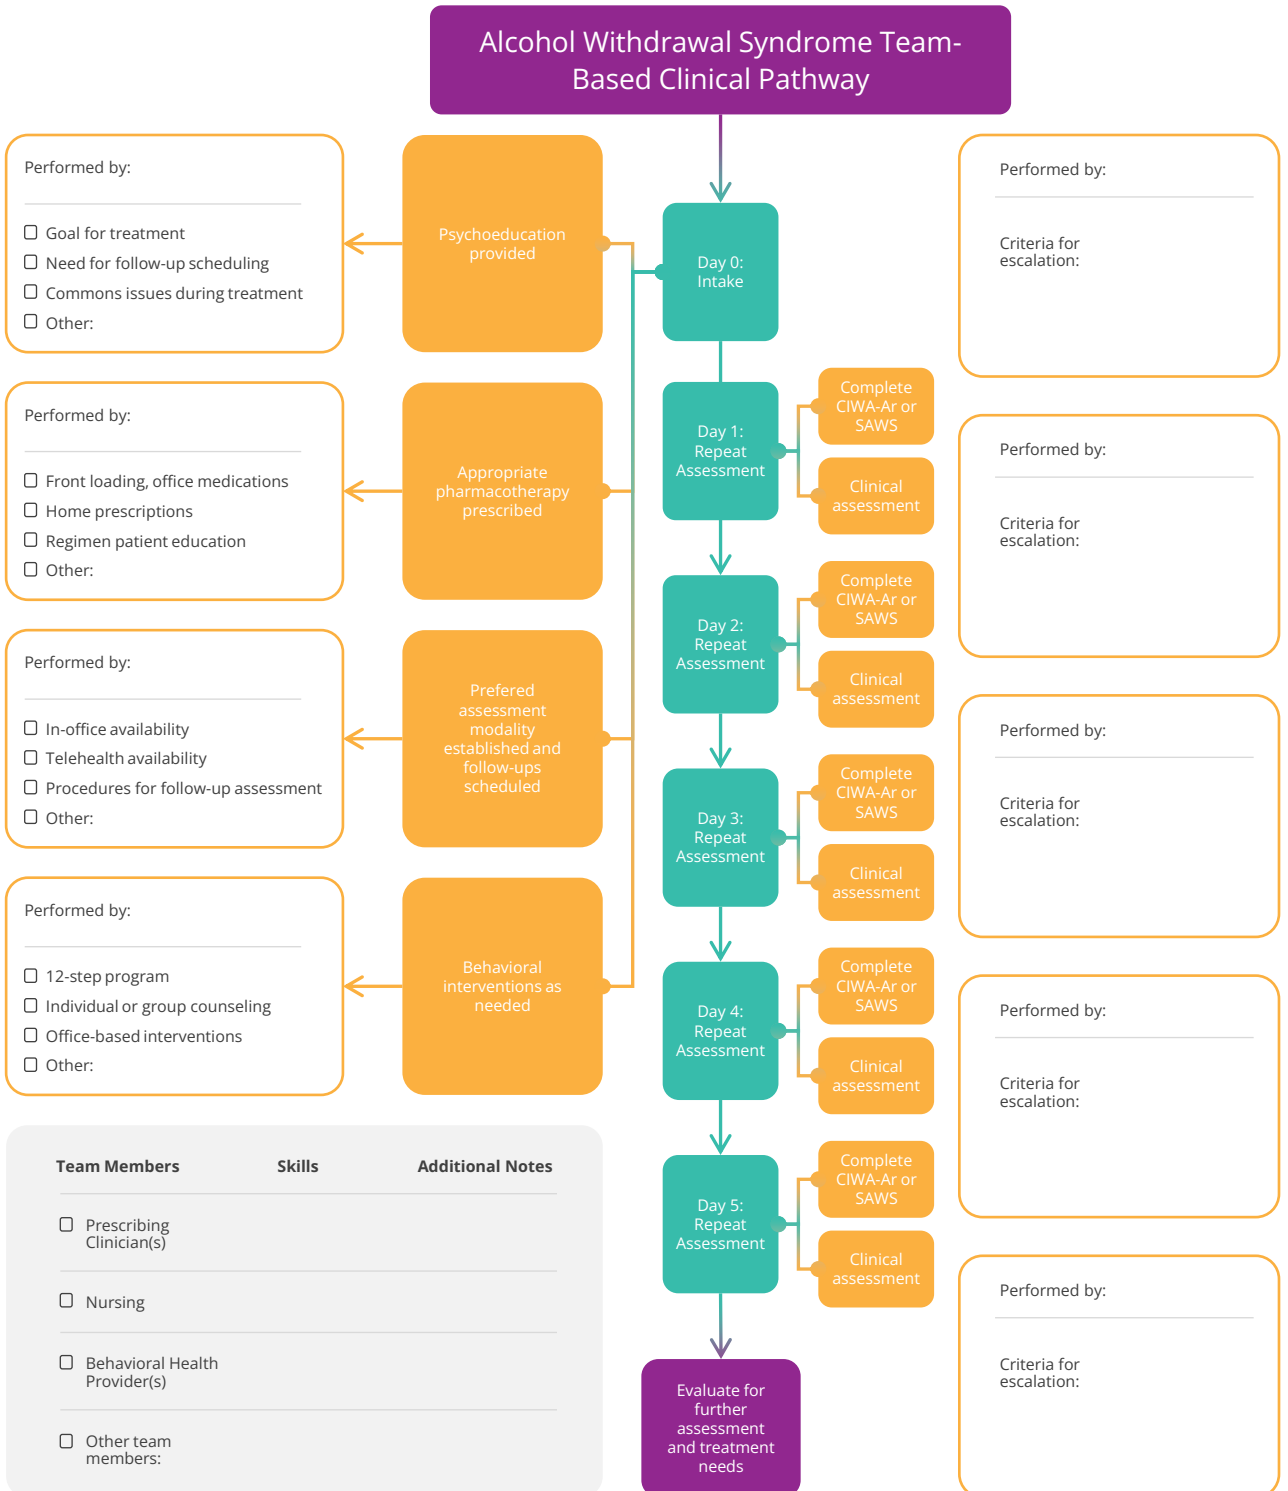 Alcohol Withdrawal Syndrome Team-
Based Clinical Pathway
Performed by:
Goal for treatment
Need for follow-up scheduling
Commons issues during treatment
Other:
Psychoeducation
provided
Performed by:
Front loading, office medications
Home prescriptions
Regimen patient education
Other:
Appropriate
pharmacotherapy
prescribed
Performed by:
In-office availability
Telehealth availability
Procedures for follow-up assessment
Other:
Prefered
assessment
modality
established and
follow-ups
scheduled
Performed by:
12-step program
Individual or group counseling
Office-based interventions
Other:
Behavioral
interventions as
needed
Team Members Skills Additional Notes
Prescribing
Clinician(s)
Nursing
Behavioral Health
Provider(s)
Other team
members:
Day 0:
Intake
Day 1:
Repeat
Assessment
Complete
CIWA-Ar or
SAWS
Clinical
assessment
Day 2:
Repeat
Assessment
Complete
CIWA-Ar or
SAWS
Clinical
assessment
Day 3:
Repeat
Assessment
Complete
CIWA-Ar or
SAWS
Clinical
assessment
Day 4:
Repeat
Assessment
Complete
CIWA-Ar or
SAWS
Clinical
assessment
Day 5:
Repeat
Assessment
Complete
CIWA-Ar or
SAWS
Clinical
assessment
Evaluate for
further
assessment
and treatment
needs
Performed by:
Criteria for
escalation:
Performed by:
Criteria for
escalation:
Performed by:
Criteria for
escalation:
Performed by:
Criteria for
escalation:
Performed by:
Criteria for
escalation: